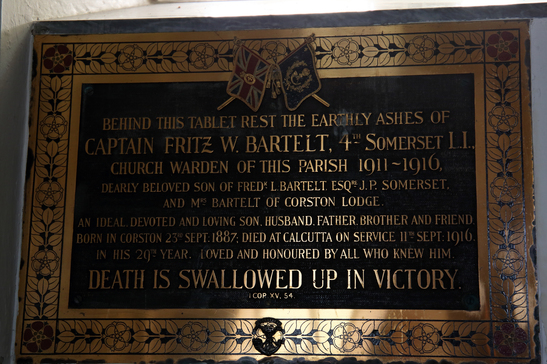 BEHIND THIS TABLET REST THE EARTHLY ASHES OF
CAPTAIN FRITZ W. BARTELT, 4TH SOMERSET L.I.,
CHURCH WARDEN OF THIS PARISH 1911~1916,
DEARLY BELOVED SON OF FREDK L. BARTELT ESQRE J.P. SOMERSET.
AND MRS BARTELT OF CORSTON LODGE.
AN IDEAL, DEVOTED AND LOVING SON, HUSBAND, FATHER, BROTHER AND FRIEND
BORN IN CORSTON 23RD SEPT. 1887, DIED AT CALCUTTA ON SERVICE 11TH SEPT. 1916
IN HIS 29TH YEAR. LOVED AND HONOURED BY ALL WHO KNEW HIM.
DEATH IS SWALLOWED UP IN VICTORY.
I COP XV, 54.